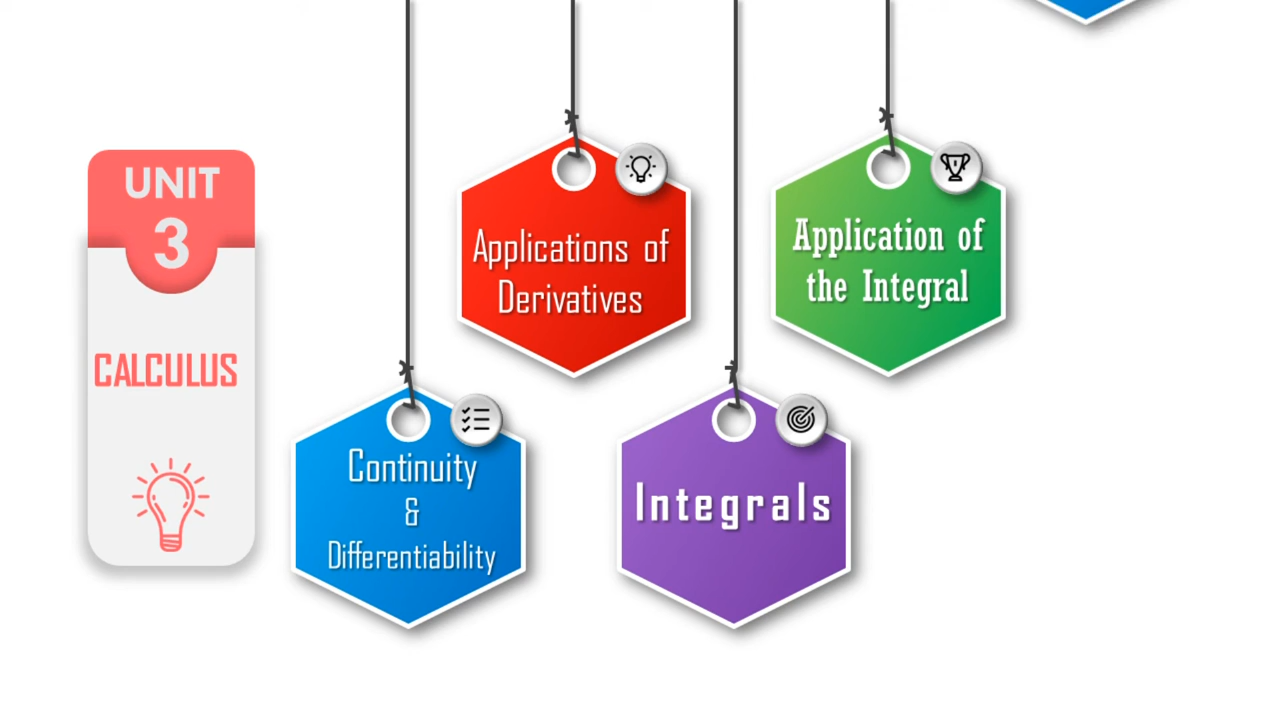 UNIT
3
CALCULUS
Continuity
&
Differentiability
Applications of
Derivatives
Integrals
Application of
the Integral